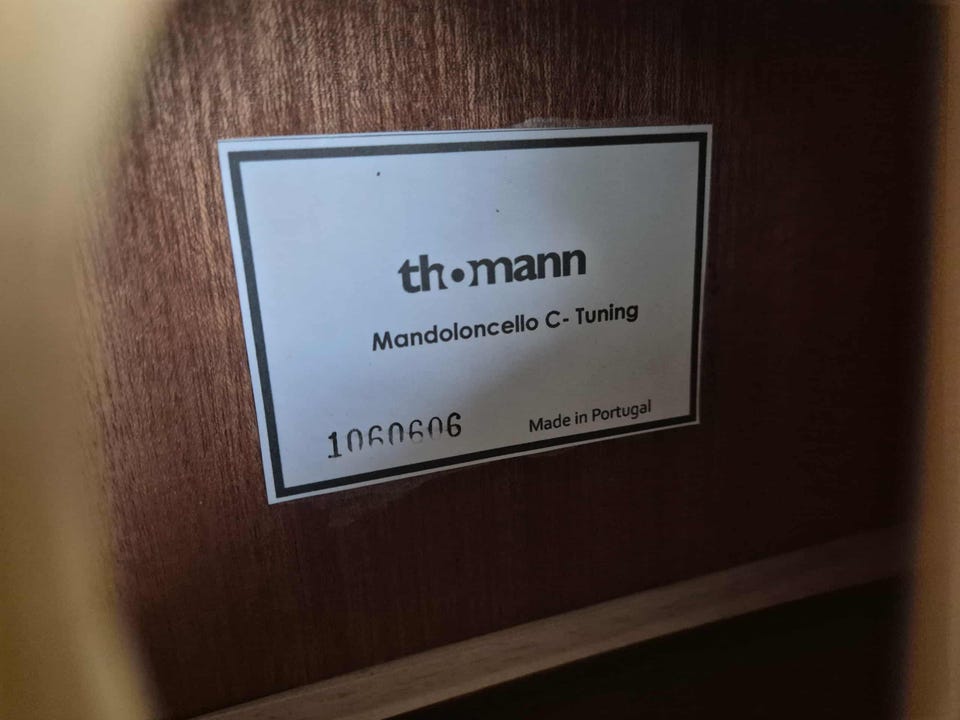 thomann
Mandoloncello C- Tuning
1060606
Made in Portugal